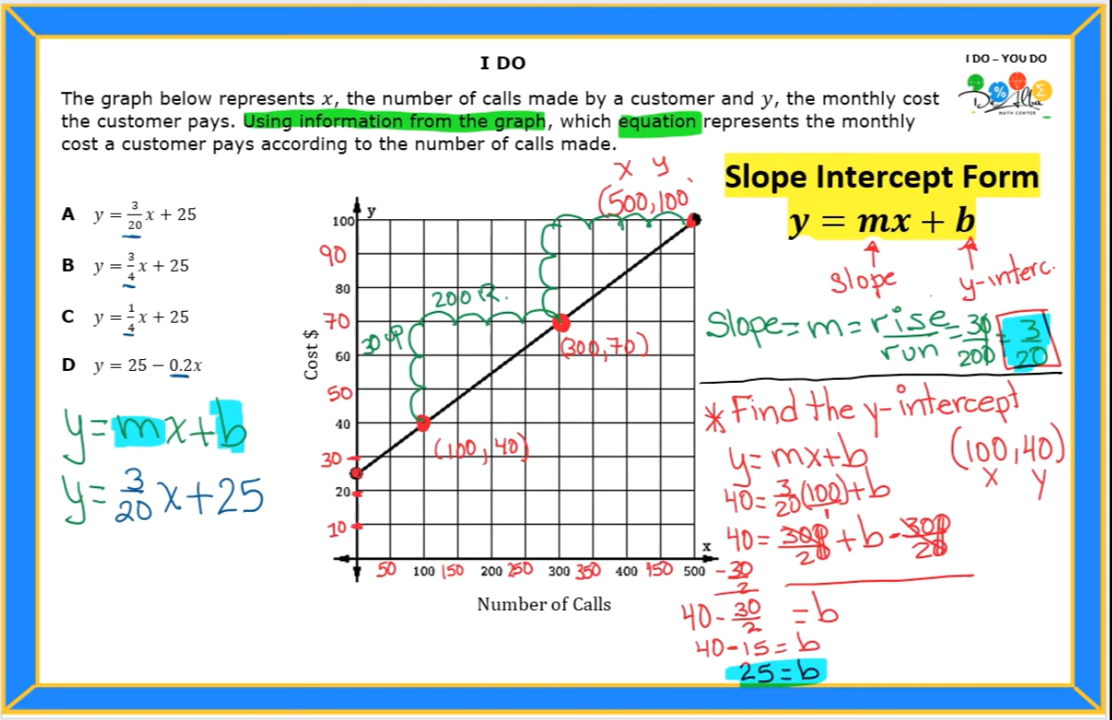 I DO
I DO – YOU DO
Dr. Alba
MATH CENTER
The graph below represents x, the number of calls made by a customer and y, the monthly cost
the customer pays. Using information from the graph, which equation represents the monthly
cost a customer pays according to the number of calls made.
A y = 3/20 x + 25
B y = 3/4 x + 25
C y = 1/4 x + 25
D y = 25 − 0.2x
y=mx+b
y= 3/20 x+25
x y
(500,100
y
100
90
80
70
60
50
40
30
20
10
Cost $
200 R.
30 UP
(300,70)
(100,40)
x
50 100 150 200 250 300 350 400 450 500
Number of Calls
Slope Intercept Form
y = mx + b
slope
y-interc.
Slope=m= rise/run = 30/200 = 3/20
* Find the y-intercept
y=mx+b
(100,40)
x y
40= 3/20(100)+b
1
40= 300/20 +b- 300/20
-30/2
40- 30/2 =b
40-15=b
25=b